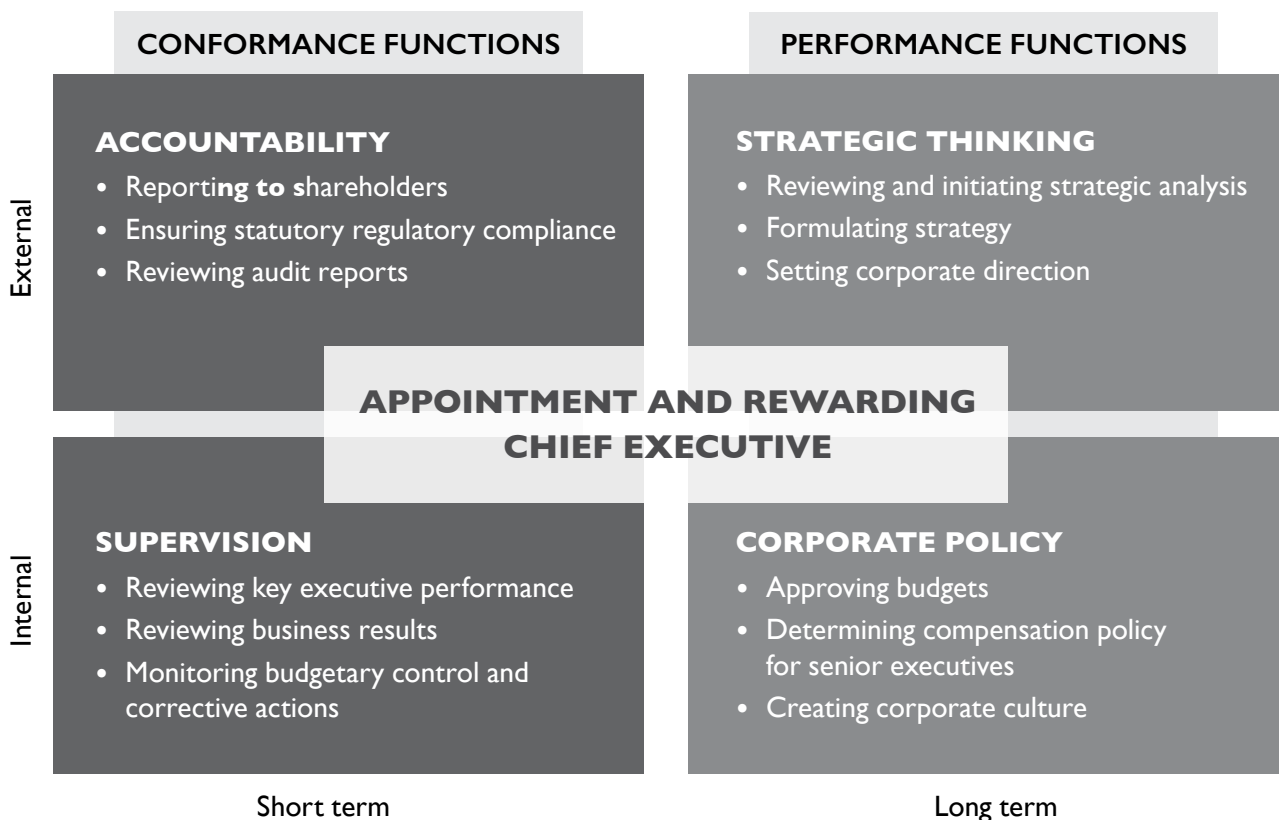 CONFORMANCE FUNCTIONS
PERFORMANCE FUNCTIONS
External
ACCOUNTABILITY
• Reporting to shareholders
• Ensuring statutory regulatory compliance
• Reviewing audit reports
STRATEGIC THINKING
• Reviewing and initiating strategic analysis
• Formulating strategy
• Setting corporate direction
APPOINTMENT AND REWARDING
CHIEF EXECUTIVE
Internal
SUPERVISION
• Reviewing key executive performance
• Reviewing business results
• Monitoring budgetary control and
corrective actions
CORPORATE POLICY
• Approving budgets
• Determining compensation policy
for senior executives
• Creating corporate culture
Short term
Long term